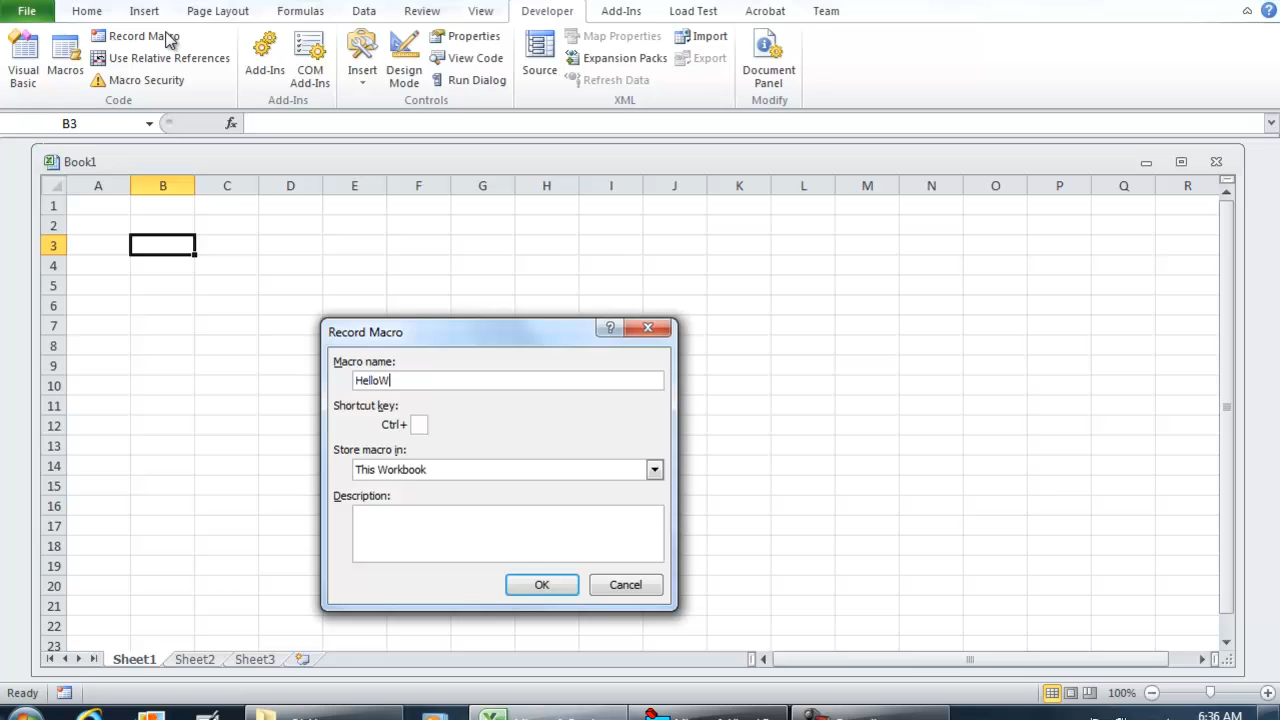 File Home Insert Page Layout Formulas Data Review View Developer Add-Ins Load Test Acrobat Team
Visual Basic
Macros
Record Macro
Use Relative References
Macro Security
Code
Add-Ins
COM Add-Ins
Add-Ins
Insert
Design Mode
Properties
View Code
Run Dialog
Controls
Source
Map Properties
Expansion Packs
Refresh Data
Import
Export
XML
Document Panel
Modify
B3 fx
Book1
A B C D E F G H I J K L M N O P Q R
1
2
3
4
5
6
7
8
9
10
11
12
13
14
15
16
17
18
19
20
21
22
23
Record Macro
Macro name:
HelloW
Shortcut key:
Ctrl+
Store macro in:
This Workbook
Description:
OK Cancel
Sheet1 Sheet2 Sheet3
Ready 100%
6:36 AM